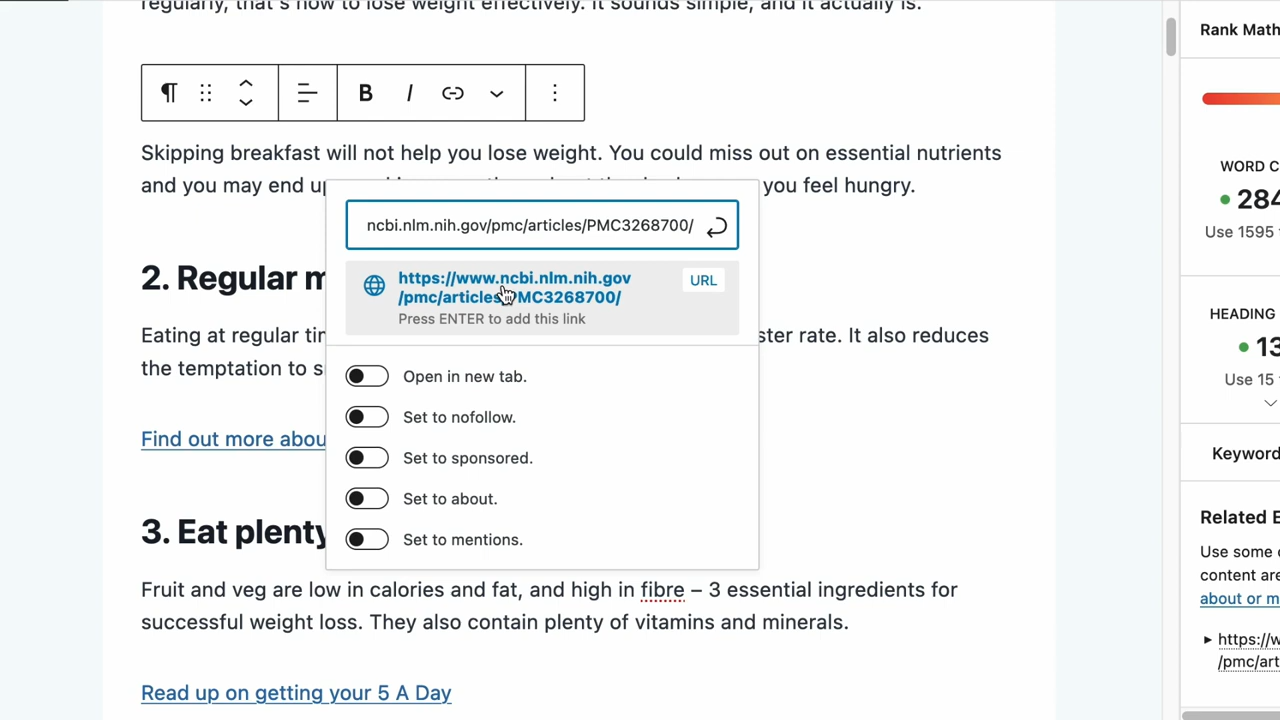 regularly, that's how to lose weight effectively. It sounds simple, and it actually is.
Rank Math
B I
Skipping breakfast will not help you lose weight. You could miss out on essential nutrients
and you may end up
you feel hungry.
WORD C
284
Use 1595
ncbi.nlm.nih.gov/pmc/articles/PMC3268700/
https://www.ncbi.nlm.nih.gov
/pmc/articles/PMC3268700/
URL
Press ENTER to add this link
2. Regular m
HEADING
13
Use 15
Eating at regular tim
ster rate. It also reduces
the temptation to s
Open in new tab.
Set to nofollow.
Find out more abou
Set to sponsored.
Keyword
Set to about.
3. Eat plenty
Set to mentions.
Related E
Use some
content are
about or m
Fruit and veg are low in calories and fat, and high in fibre – 3 essential ingredients for
successful weight loss. They also contain plenty of vitamins and minerals.
https://w
/pmc/art
Read up on getting your 5 A Day